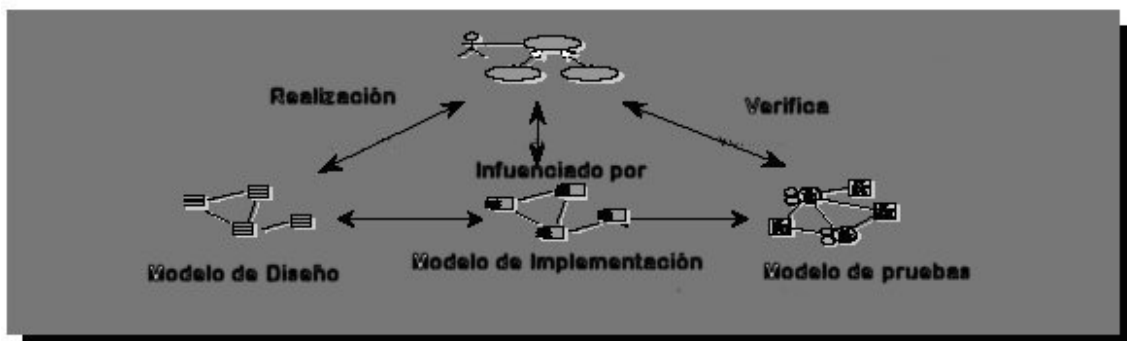 Realización
Verifica
Infuenciado por
Modelo de Diseño
Modelo de Implementación
Modelo de pruebas